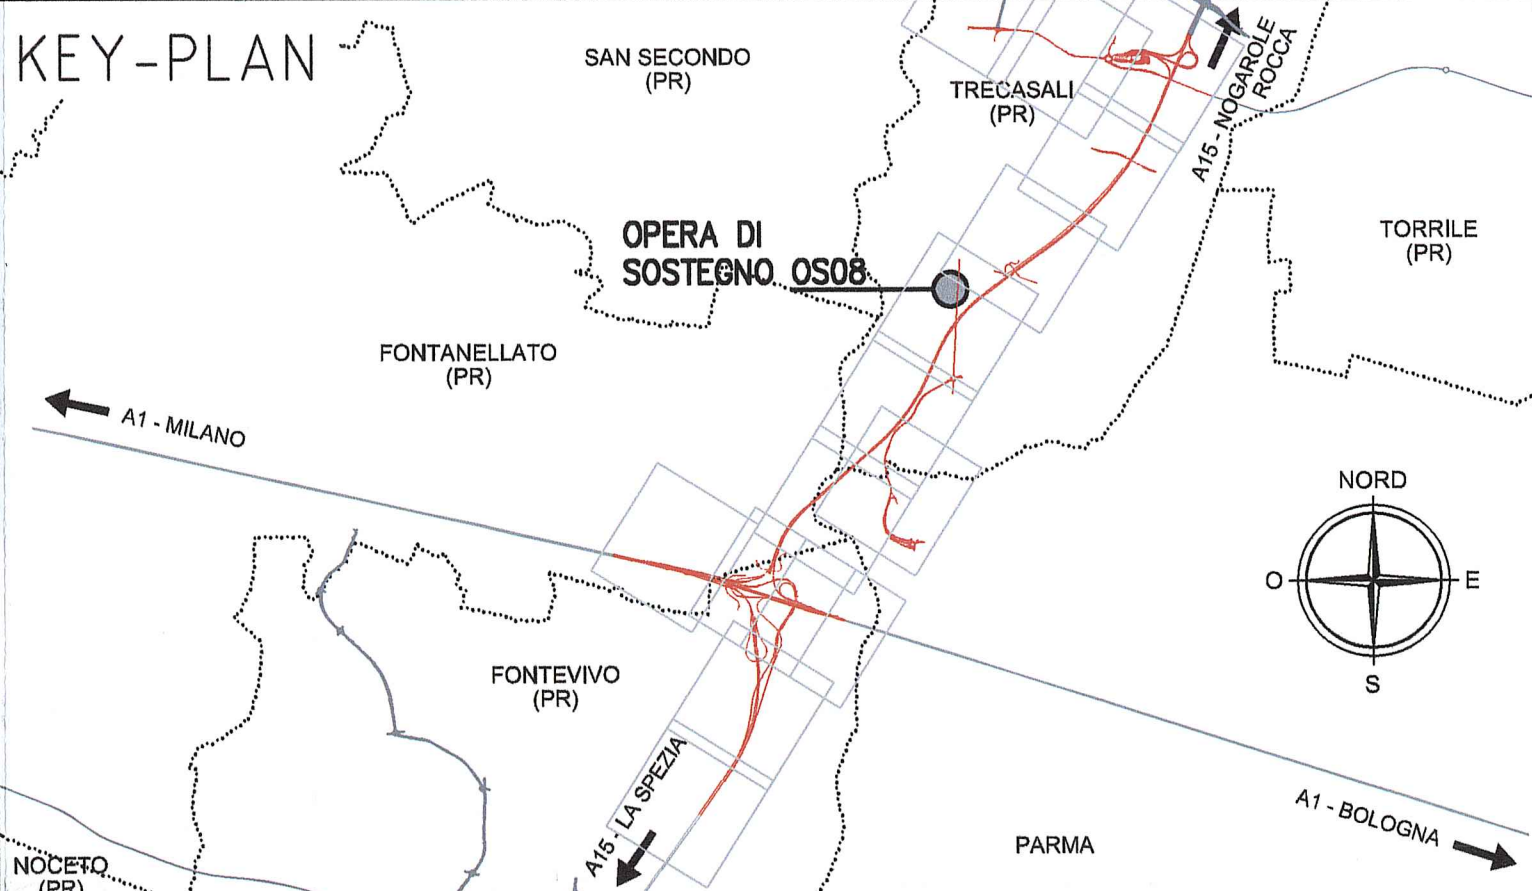 KEY-PLAN
SAN SECONDO
(PR)
TRECASALI
(PR)
A15 - NOGAROLE
ROCCA
TORRILE
(PR)
OPERA DI
SOSTEGNO OS08
FONTANELLATO
(PR)
A1 - MILANO
NORD
O
E
S
FONTEVIVO
(PR)
A15 - LA SPEZIA
A1 - BOLOGNA
PARMA
NOCETO
(PR)